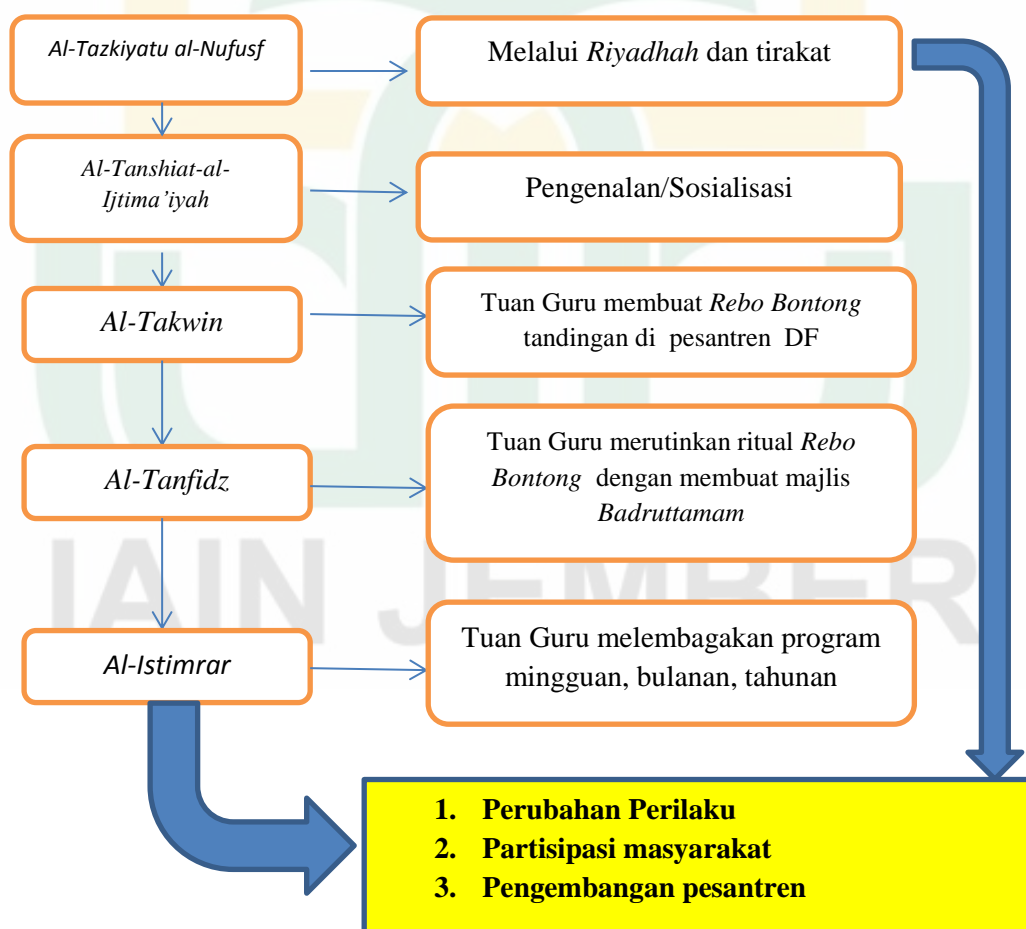 Al-Tazkiyatu al-Nufusf
Melalui Riyadhah dan tirakat
Al-Tanshiat-al-
Ijtima’iyah
Pengenalan/Sosialisasi
Al-Takwin
Tuan Guru membuat Rebo Bontong
tandingan di pesantren DF
Al-Tanfidz
Tuan Guru merutinkan ritual Rebo
Bontong dengan membuat majlis
Badruttamam
IAIN JEMBER
Al-Istimrar
Tuan Guru melembagakan program
mingguan, bulanan, tahunan
1. Perubahan Perilaku
2. Partisipasi masyarakat
3. Pengembangan pesantren